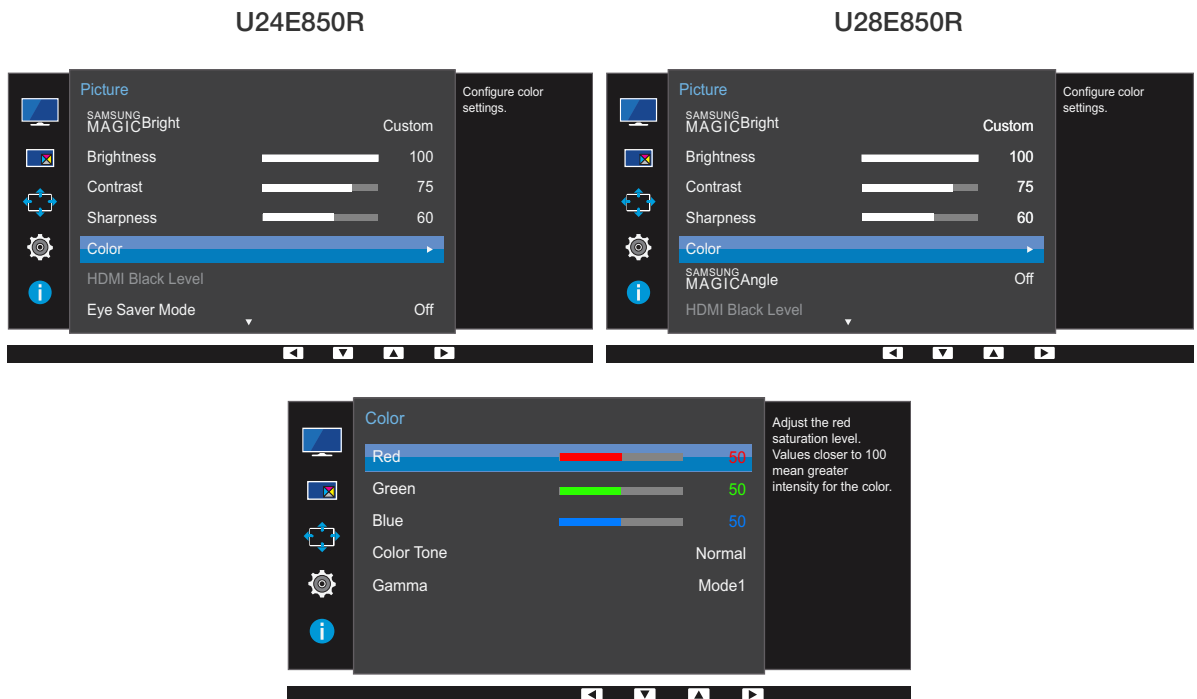 U24E850R
Picture
SAMSUNG
MAGICBright Custom
Brightness 100
Contrast 75
Sharpness 60
Color
HDMI Black Level
Eye Saver Mode Off
Configure color
settings.
U28E850R
Picture
SAMSUNG
MAGICBright Custom
Brightness 100
Contrast 75
Sharpness 60
Color
SAMSUNG
MAGICAngle Off
HDMI Black Level
Configure color
settings.
Color
Red 50
Green 50
Blue 50
Color Tone Normal
Gamma Mode1
Adjust the red
saturation level.
Values closer to 100
mean greater
intensity for the color.